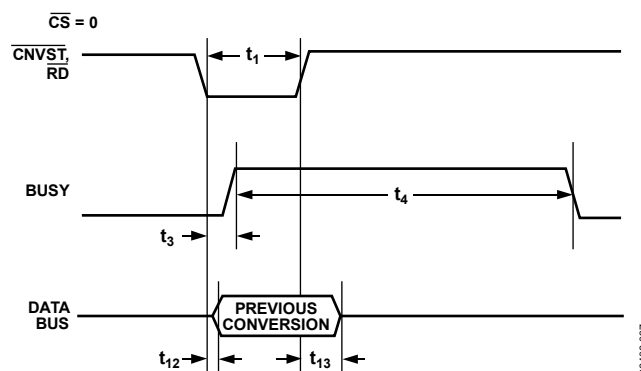 CS = 0
CNVST,
RD
t1
BUSY
t4
t3
DATA
BUS
PREVIOUS
CONVERSION
t12
t13